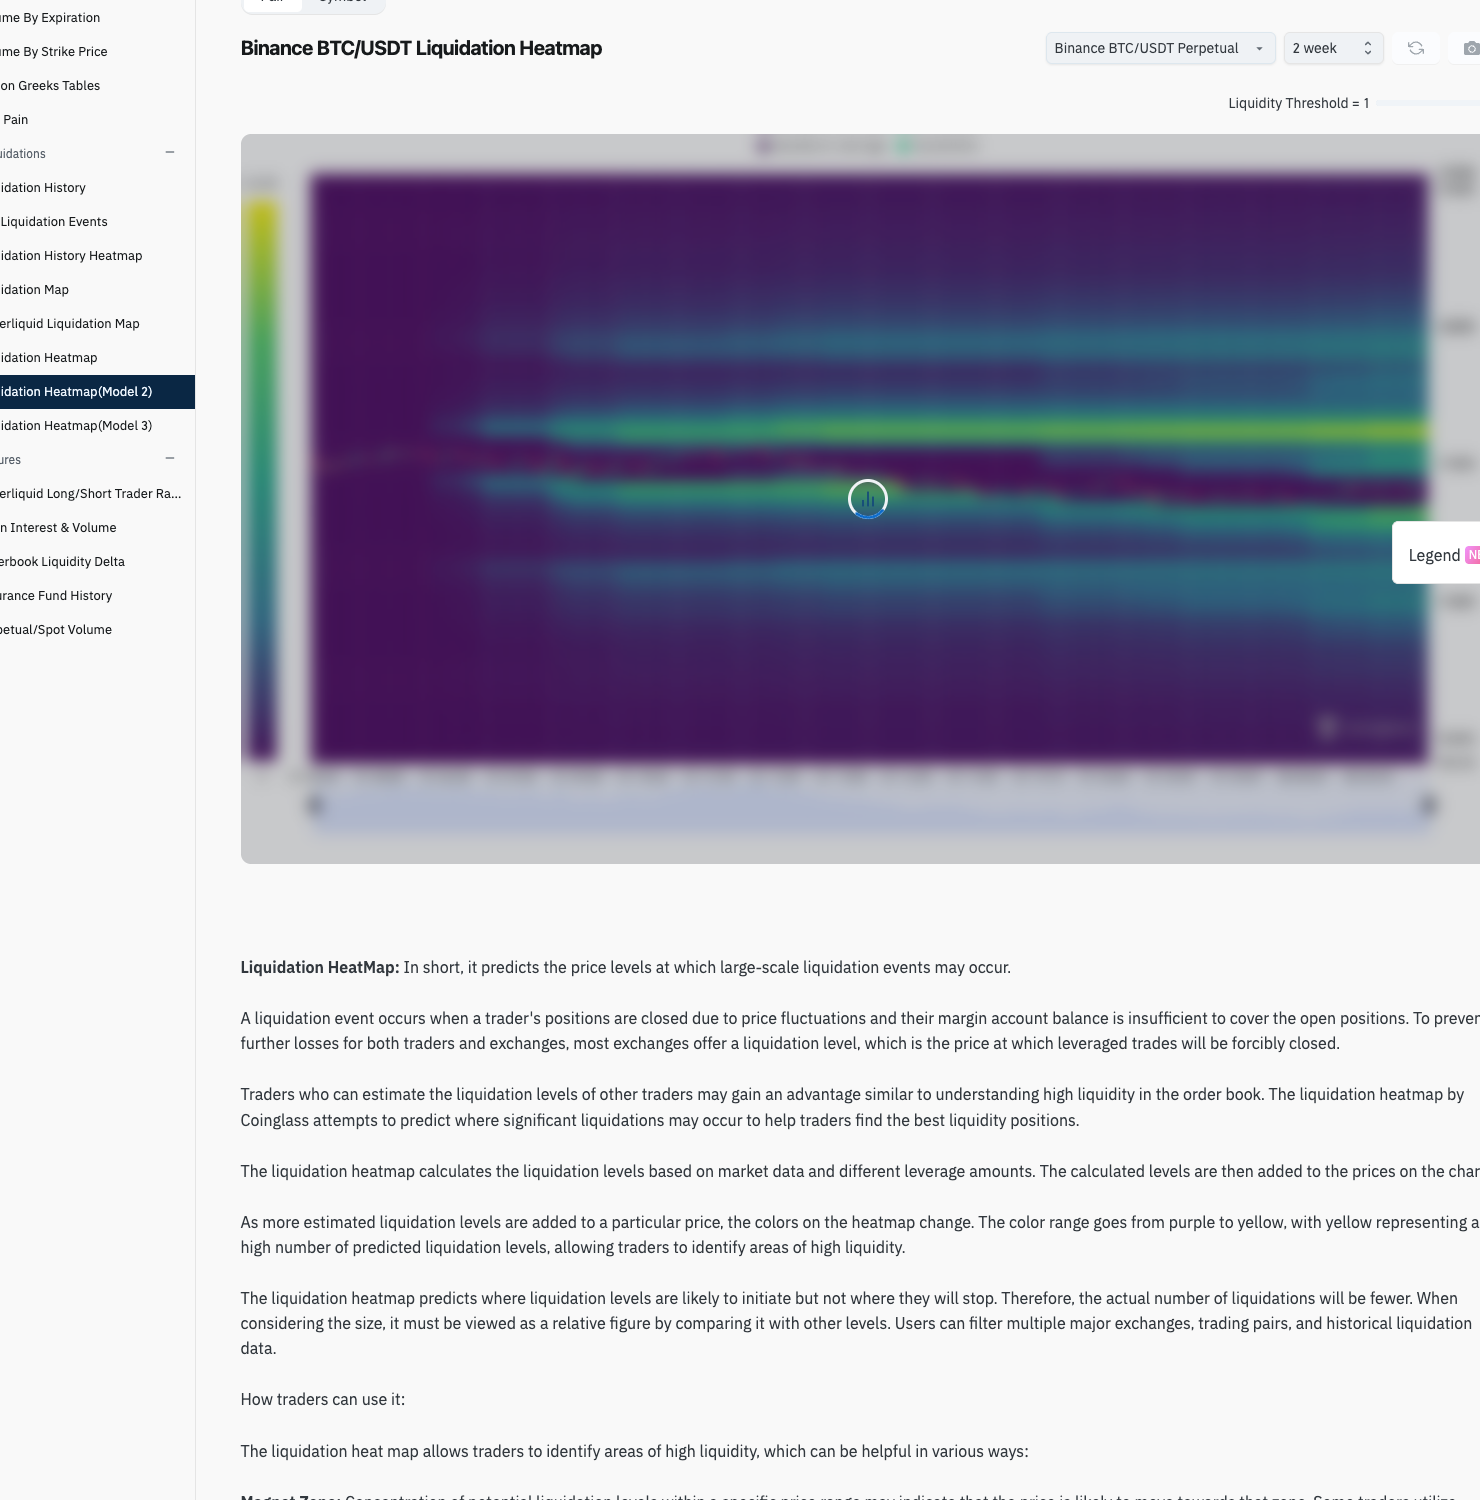 me By Expiration
me By Strike Price
on Greeks Tables
Pain
uidations
idation History
Liquidation Events
idation History Heatmap
idation Map
erliquid Liquidation Map
idation Heatmap
idation Heatmap(Model 2)
idation Heatmap(Model 3)
ures
erliquid Long/Short Trader Ra...
n Interest & Volume
erbook Liquidity Delta
urance Fund History
petual/Spot Volume
Binance BTC/USDT Liquidation Heatmap
Binance BTC/USDT Perpetual
2 week
Liquidity Threshold = 1
Legend NE
Liquidation HeatMap: In short, it predicts the price levels at which large-scale liquidation events may occur.
A liquidation event occurs when a trader's positions are closed due to price fluctuations and their margin account balance is insufficient to cover the open positions. To preven
further losses for both traders and exchanges, most exchanges offer a liquidation level, which is the price at which leveraged trades will be forcibly closed.
Traders who can estimate the liquidation levels of other traders may gain an advantage similar to understanding high liquidity in the order book. The liquidation heatmap by
Coinglass attempts to predict where significant liquidations may occur to help traders find the best liquidity positions.
The liquidation heatmap calculates the liquidation levels based on market data and different leverage amounts. The calculated levels are then added to the prices on the char
As more estimated liquidation levels are added to a particular price, the colors on the heatmap change. The color range goes from purple to yellow, with yellow representing a
high number of predicted liquidation levels, allowing traders to identify areas of high liquidity.
The liquidation heatmap predicts where liquidation levels are likely to initiate but not where they will stop. Therefore, the actual number of liquidations will be fewer. When
considering the size, it must be viewed as a relative figure by comparing it with other levels. Users can filter multiple major exchanges, trading pairs, and historical liquidation
data.
How traders can use it:
The liquidation heat map allows traders to identify areas of high liquidity, which can be helpful in various ways: